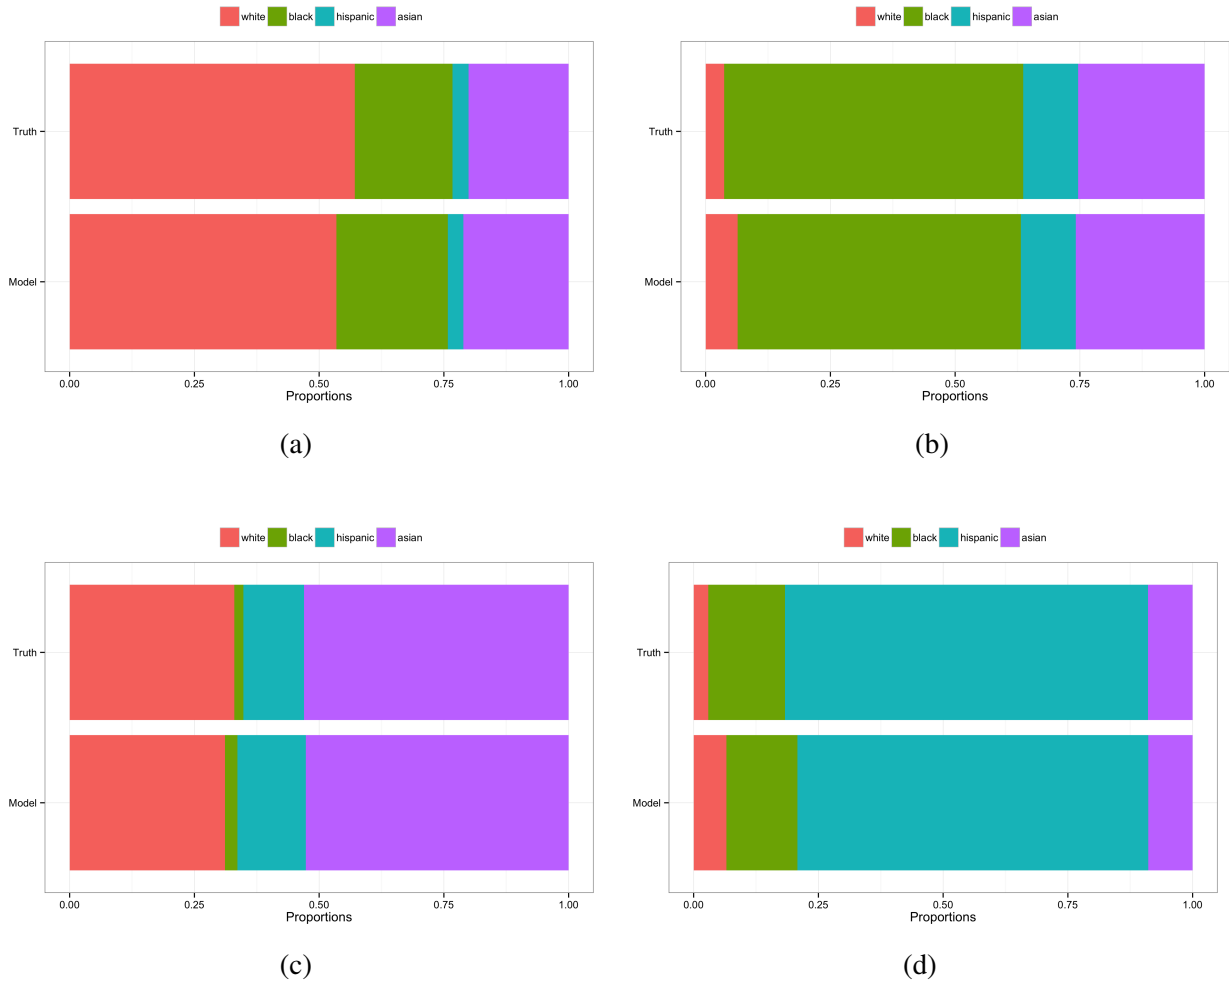 white black hispanic asian
Truth
Model
0.00 0.25 0.50 0.75 1.00
Proportions
(a)
white black hispanic asian
Truth
Model
0.00 0.25 0.50 0.75 1.00
Proportions
(b)
white black hispanic asian
Truth
Model
0.00 0.25 0.50 0.75 1.00
Proportions
(c)
white black hispanic asian
Truth
Model
0.00 0.25 0.50 0.75 1.00
Proportions
(d)